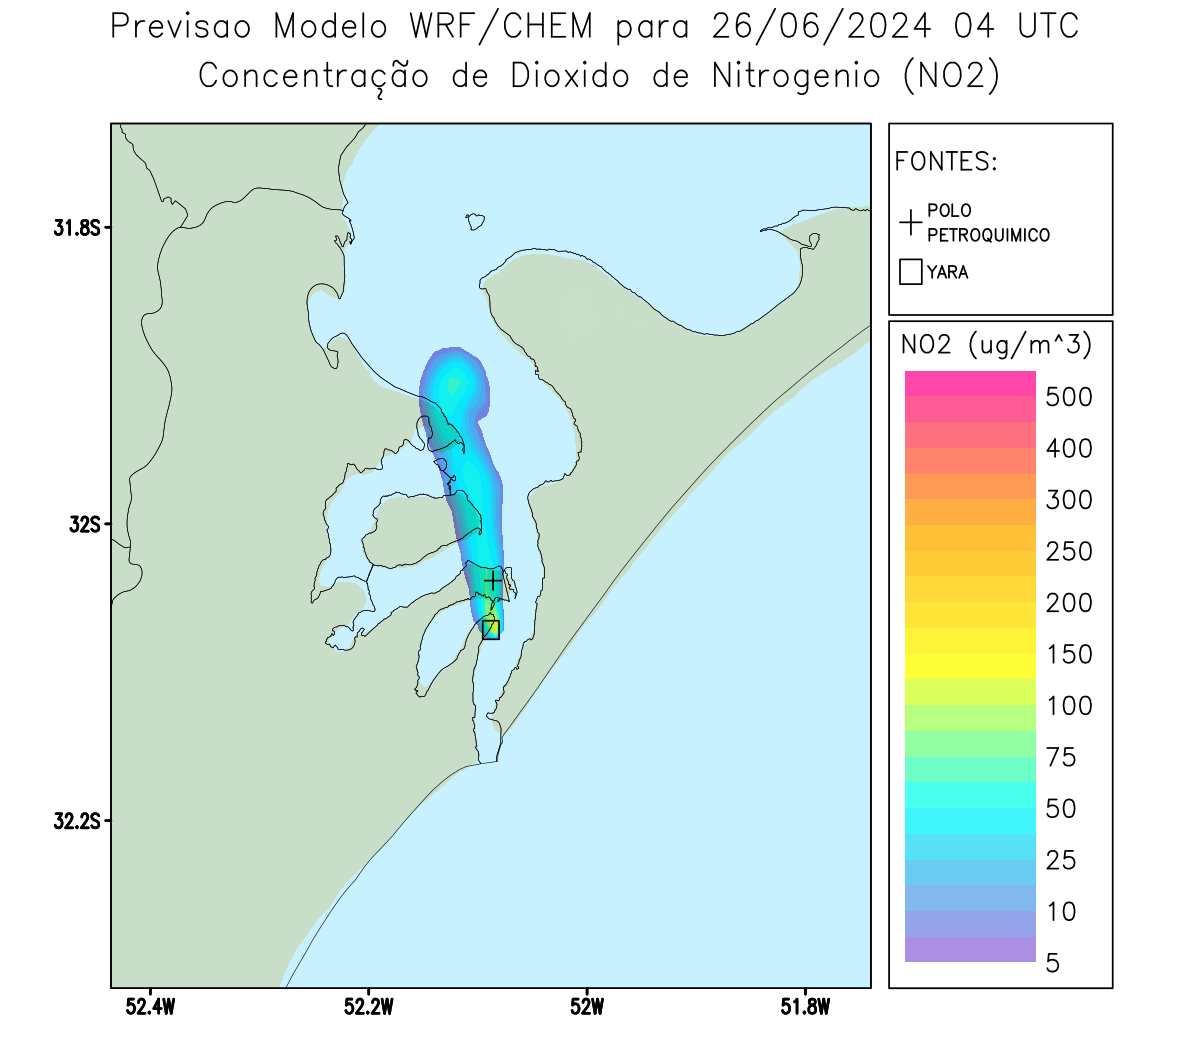 Previsao Modelo WRF/CHEM para 26/06/2024 04 UTC
Concentração de Dioxido de Nitrogenio (NO2)
FONTES:
POLO
PETROQUIMICO
YARA
NO2 (ug/m^3)
500
400
300
250
200
150
100
75
50
25
10
5
31.8S
32S
32.2S
52.4W
52.2W
52W
51.8W